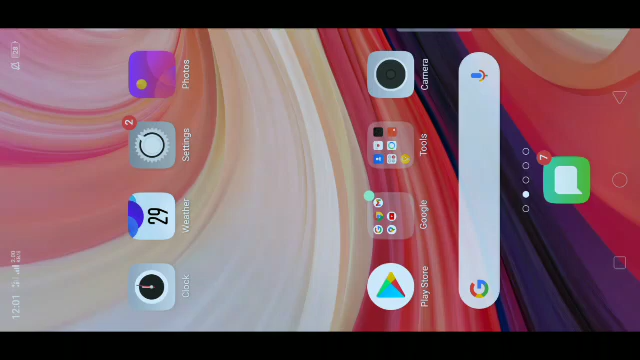 12:01
Clock
Weather
Settings
Photos
29
2
Play Store
Google
Tools
Camera
G
7